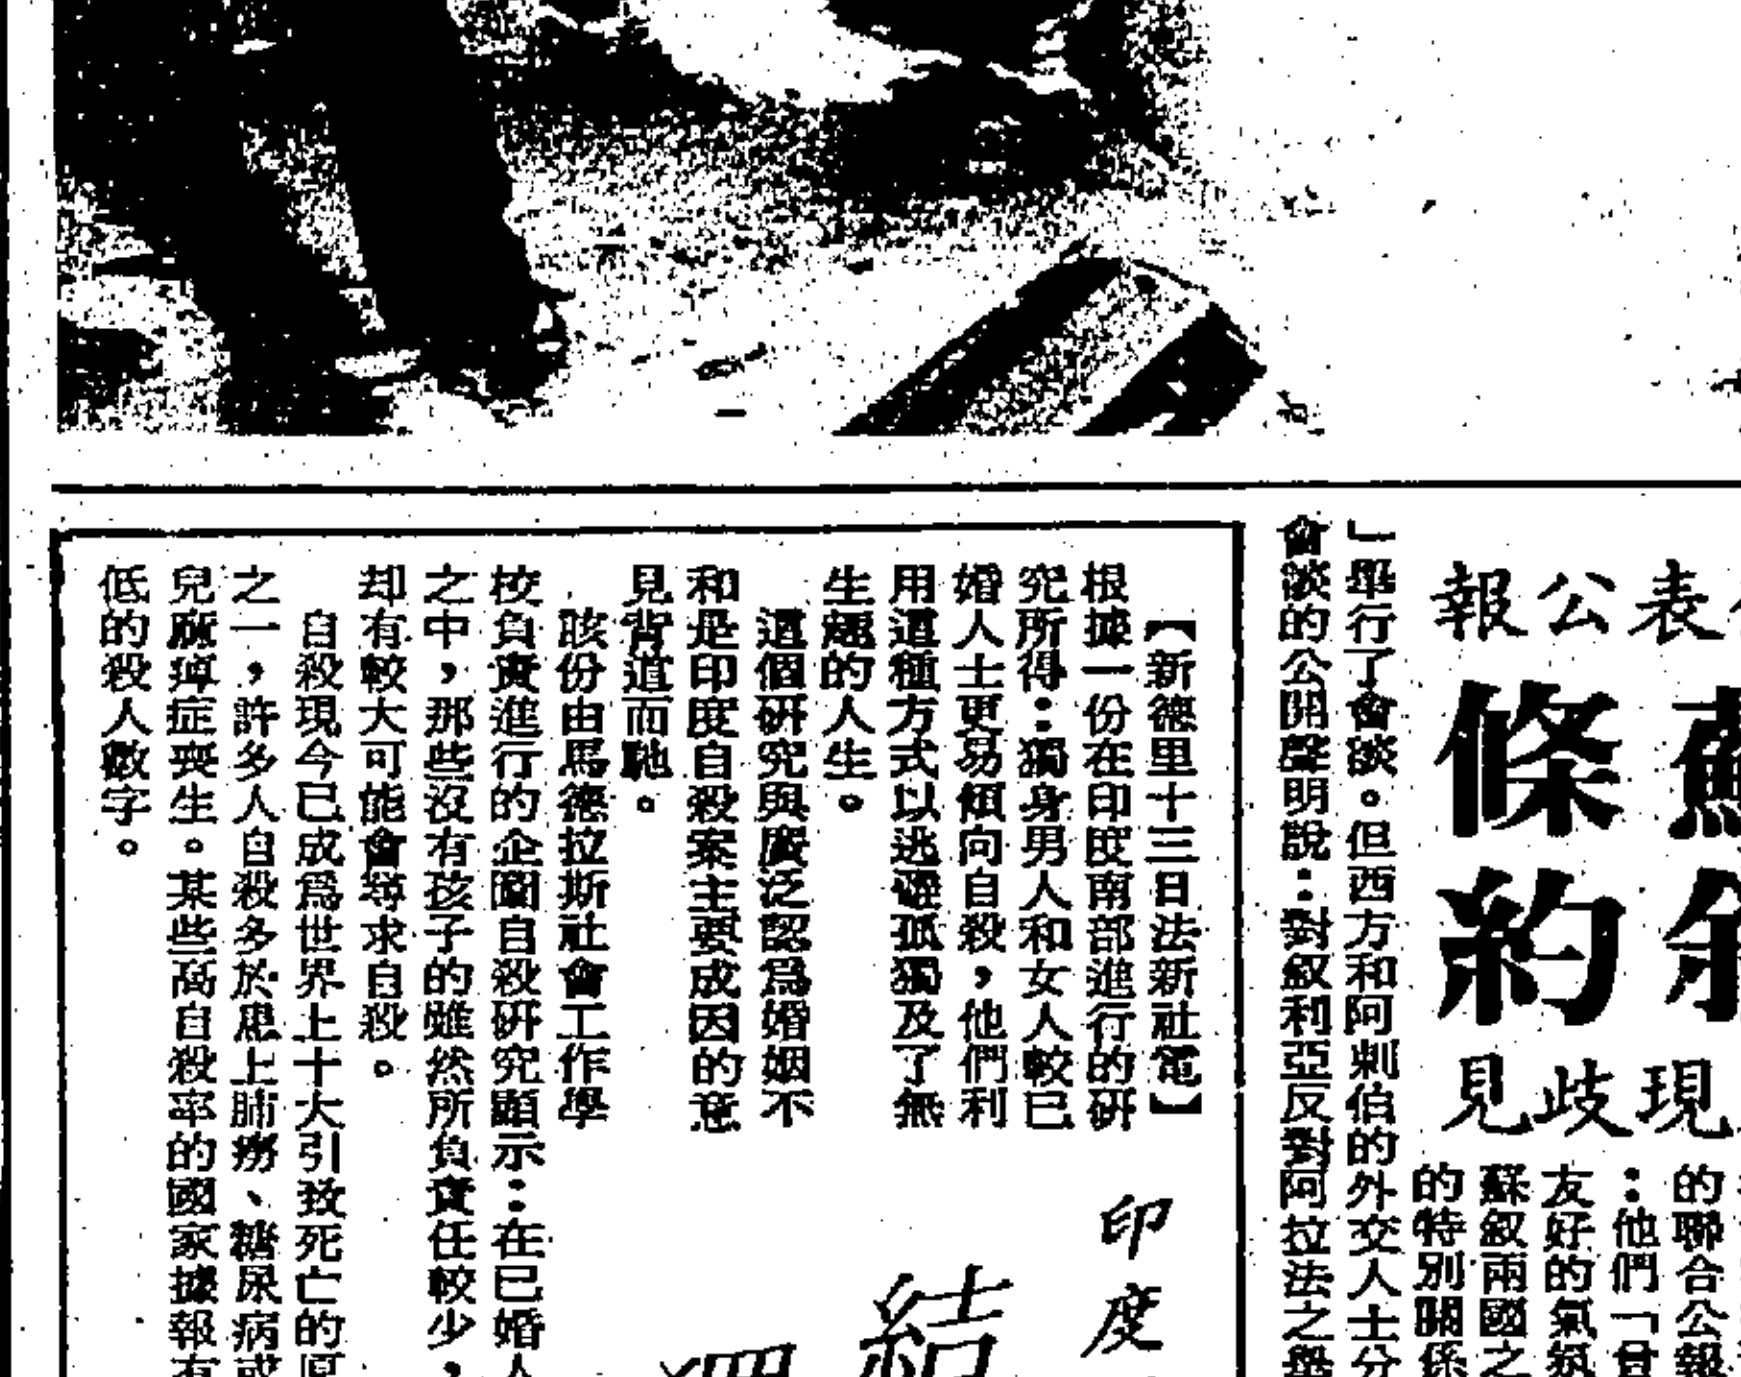 表公報
條約
現歧見
的聯合公報
：他們「曾
友好的氣氛
蘇叙兩國之
的特別關係
」舉行了會談。但西方和阿刺伯的外交人士分
會談的公開聲明說：對叙利亞反對阿拉法之舉
印度
結
【新德里十三日法新社電】
根據一份在印度南部進行的研
究所得：獨身男人和女人較已
婚人士更易傾向自殺，他們利
用這種方式以逃避孤獨及了無
生趣的人生。
這個研究與廣泛認爲婚姻不
和是印度自殺案主要成因的意
見背道而馳。
該份由馬德拉斯社會工作學
校負責進行的企圖自殺研究顯示：在已婚人
之中，那些沒有孩子的雖然所負責任較少，
却有較大可能會尋求自殺。
自殺現今已成爲世界上十大引致死亡的原
之一，許多人自殺多於患上肺癆、糖尿病或
兒痲痺症喪生。某些高自殺率的國家據報有
低的殺人數字。